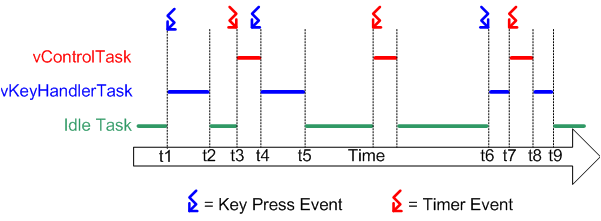 vControlTask
vKeyHandlerTask
Idle Task
t1 t2 t3 t4 t5 Time t6 t7 t8 t9
= Key Press Event = Timer Event